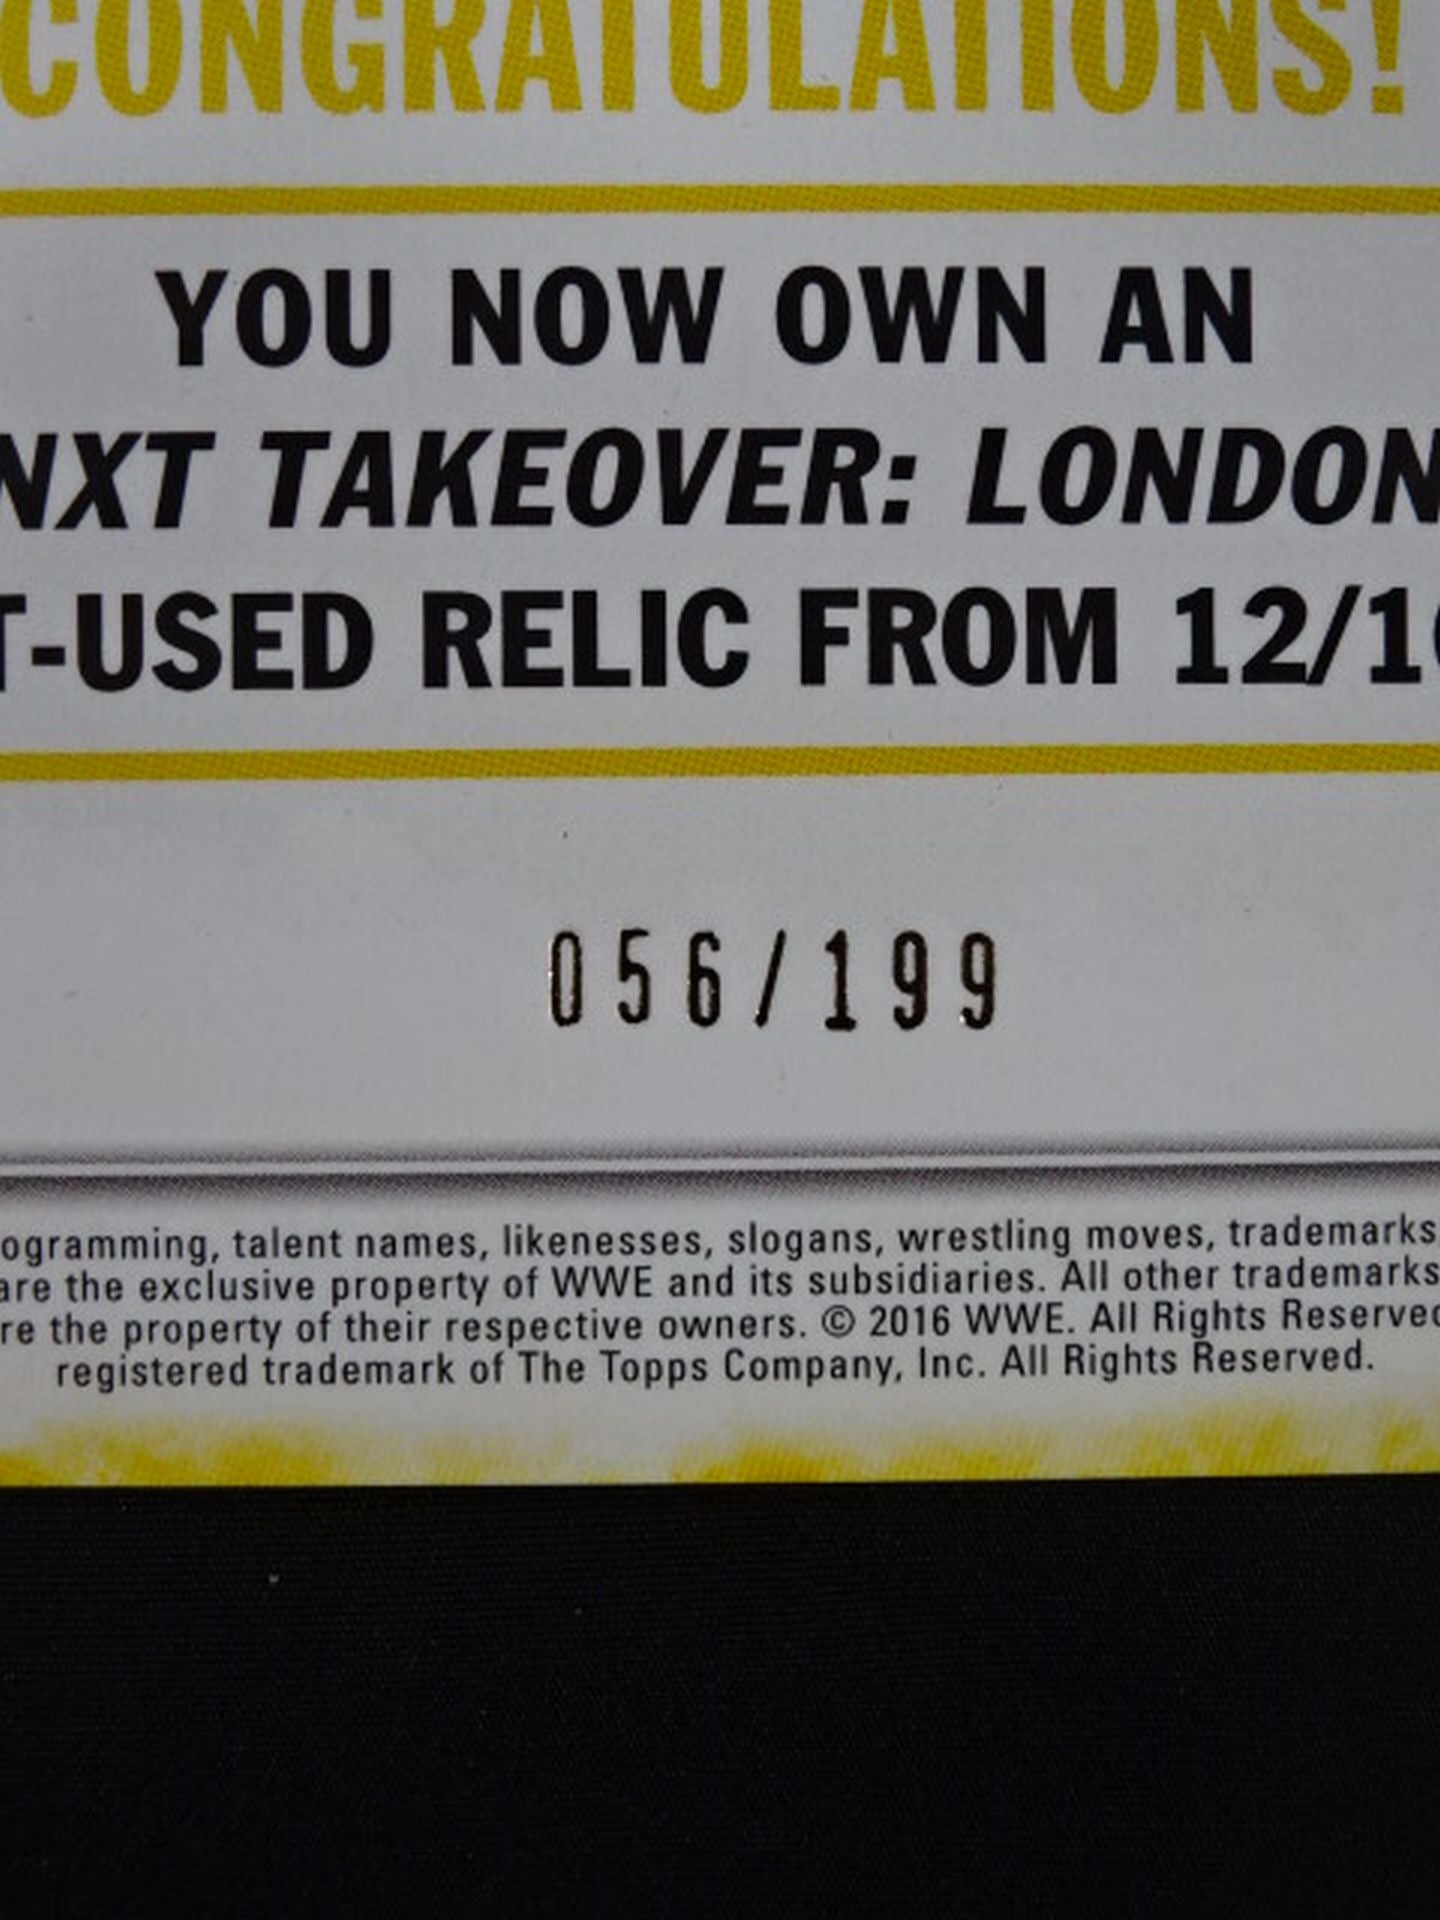 CONGRATULATIONS!
YOU NOW OWN AN
NXT TAKEOVER: LONDON
T-USED RELIC FROM 12/16
056/199
ogramming, talent names, likenesses, slogans, wrestling moves, trademarks
are the exclusive property of WWE and its subsidiaries. All other trademarks
re the property of their respective owners. © 2016 WWE. All Rights Reserved
registered trademark of The Topps Company, Inc. All Rights Reserved.